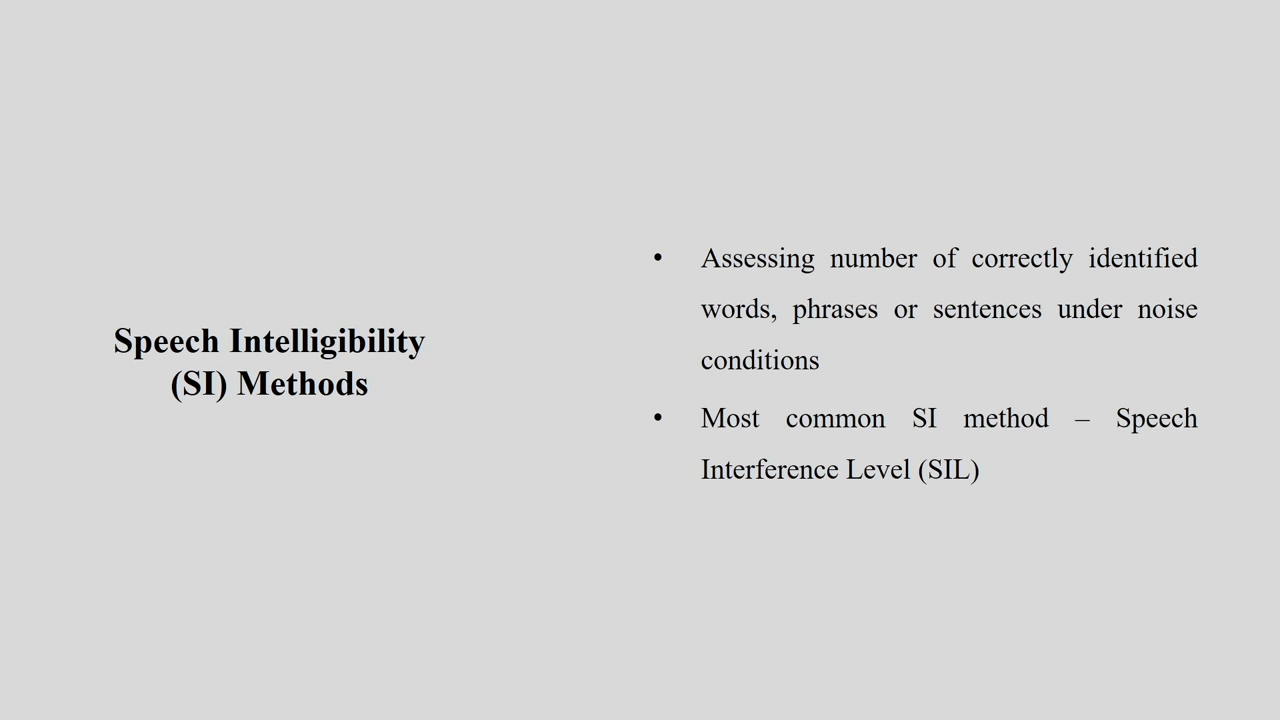 Speech Intelligibility
(SI) Methods
• Assessing number of correctly identified
words, phrases or sentences under noise
conditions
• Most common SI method – Speech
Interference Level (SIL)